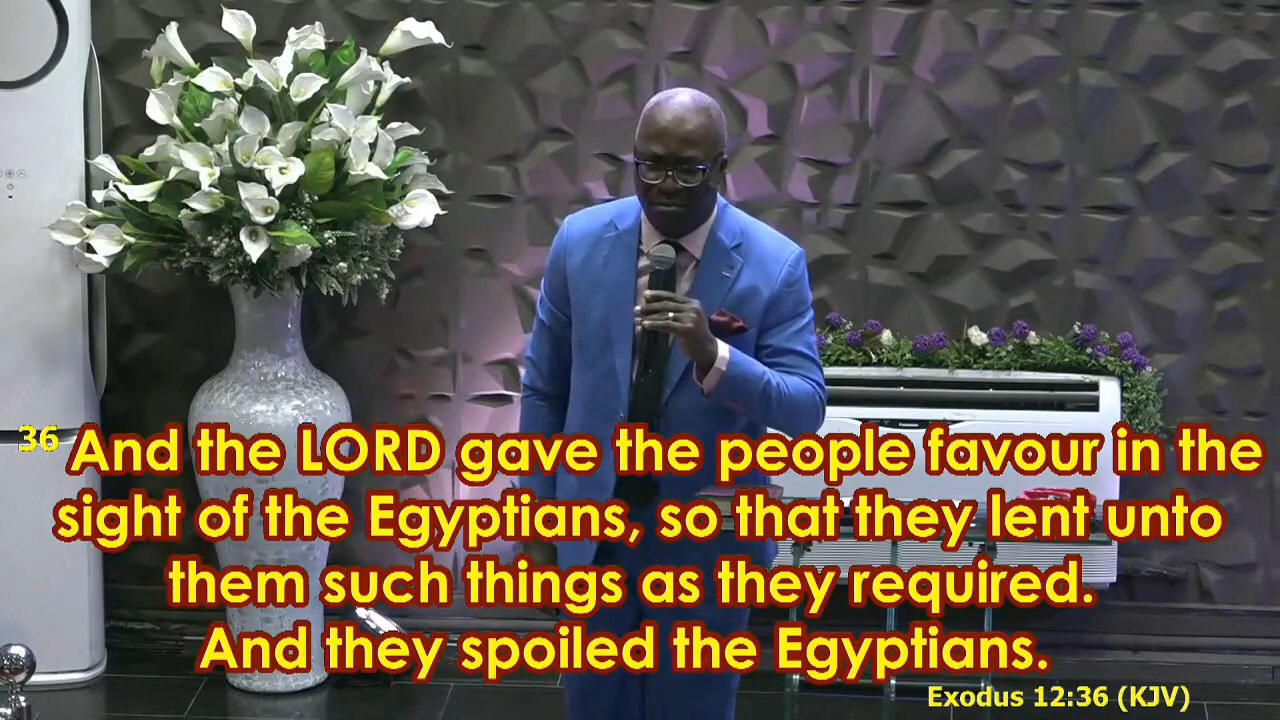 36 And the LORD gave the people favour in the
sight of the Egyptians, so that they lent unto
them such things as they required.
And they spoiled the Egyptians.
Exodus 12:36 (KJV)